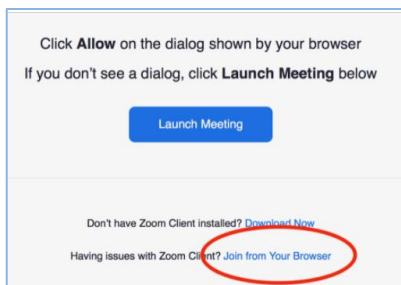 Click Allow on the dialog shown by your browser
If you don't see a dialog, click Launch Meeting below
Launch Meeting
Don't have Zoom Client installed? Download Now
Having issues with Zoom Client? Join from Your Browser